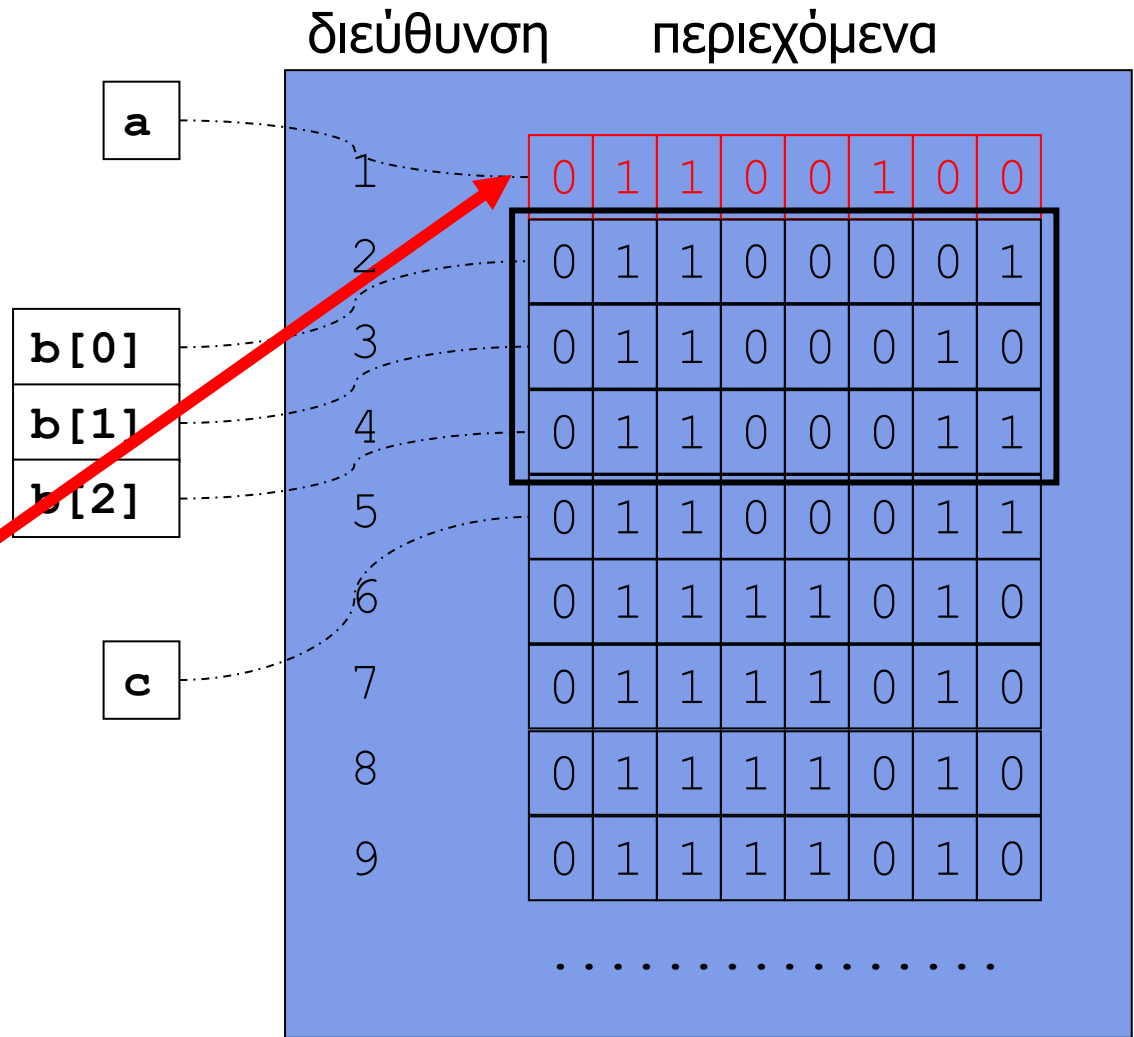 διεύθυνση περιεχόμενα
a
1 0 1 1 0 0 1 0 0
2 0 1 1 0 0 0 0 1
b[0]
3 0 1 1 0 0 0 1 0
b[1]
4 0 1 1 0 0 0 1 1
b[2]
5 0 1 1 0 0 0 1 1
6 0 1 1 1 1 0 1 0
c
7 0 1 1 1 1 0 1 0
8 0 1 1 1 1 0 1 0
9 0 1 1 1 1 0 1 0
. . . . . . . . . . . . . . . .